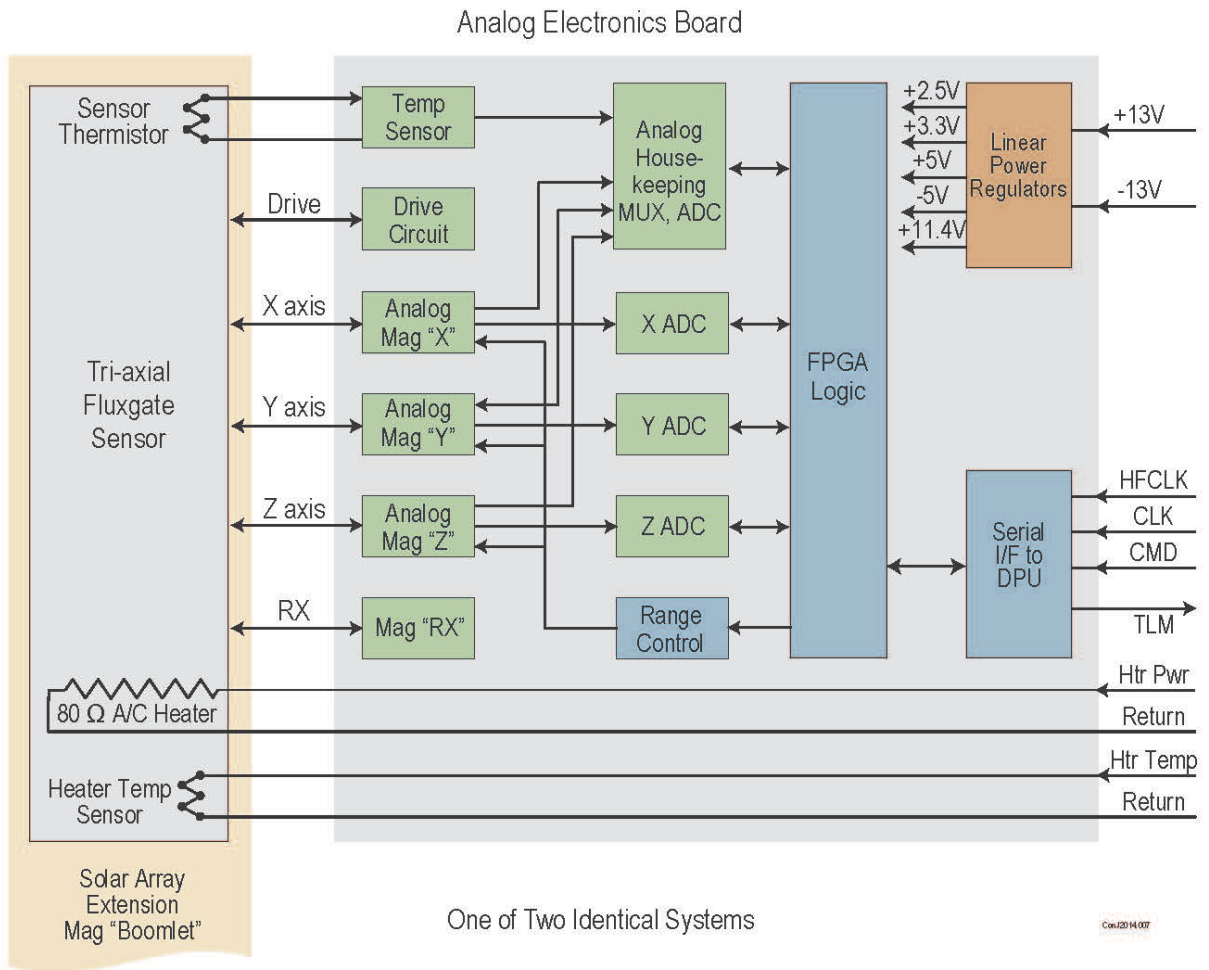 Analog Electronics Board
Sensor
Thermistor
Temp
Sensor
Analog
House-
keeping
MUX, ADC
+2.5V
+3.3V
+5V
-5V
+11.4V
Linear
Power
Regulators
+13V
-13V
Drive
Drive
Circuit
X axis
Analog
Mag “X”
X ADC
FPGA
Logic
Tri-axial
Fluxgate
Sensor
Y axis
Analog
Mag “Y”
Y ADC
Z axis
Analog
Mag “Z”
Z ADC
Serial
I/F to
DPU
HFCLK
CLK
CMD
TLM
RX
Mag “RX”
Range
Control
80 Ω A/C Heater
Htr Pwr
Return
Heater Temp
Sensor
Htr Temp
Return
Solar Array
Extension
Mag “Boomlet”
One of Two Identical Systems
ConJ2014:007